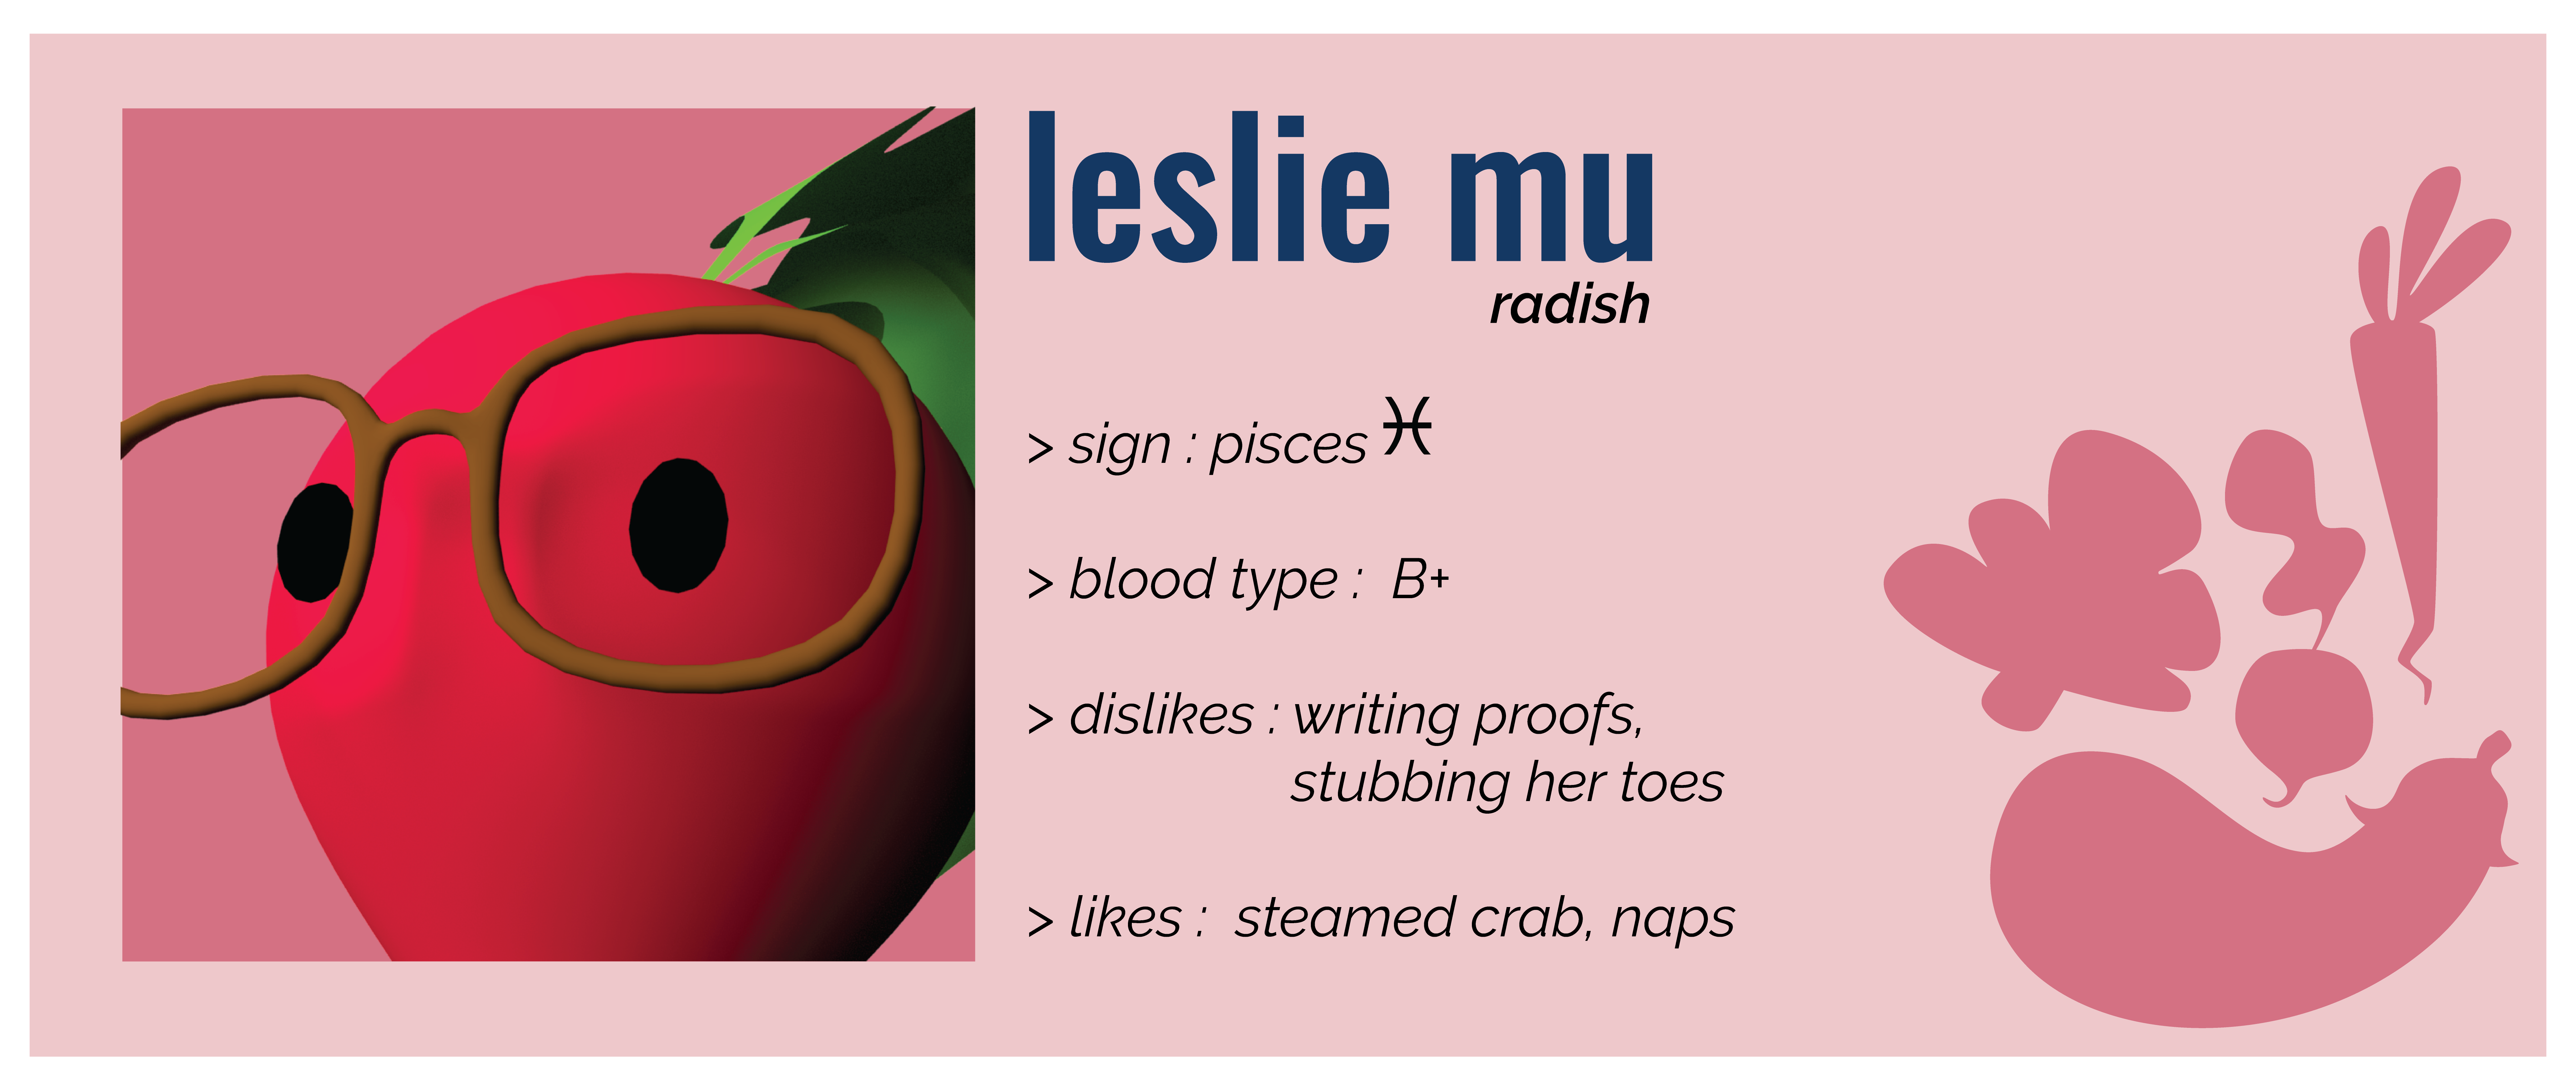 leslie mu
radish
> sign : pisces ♓︎
> blood type : B+
> dislikes : writing proofs,
stubbing her toes
> likes : steamed crab, naps